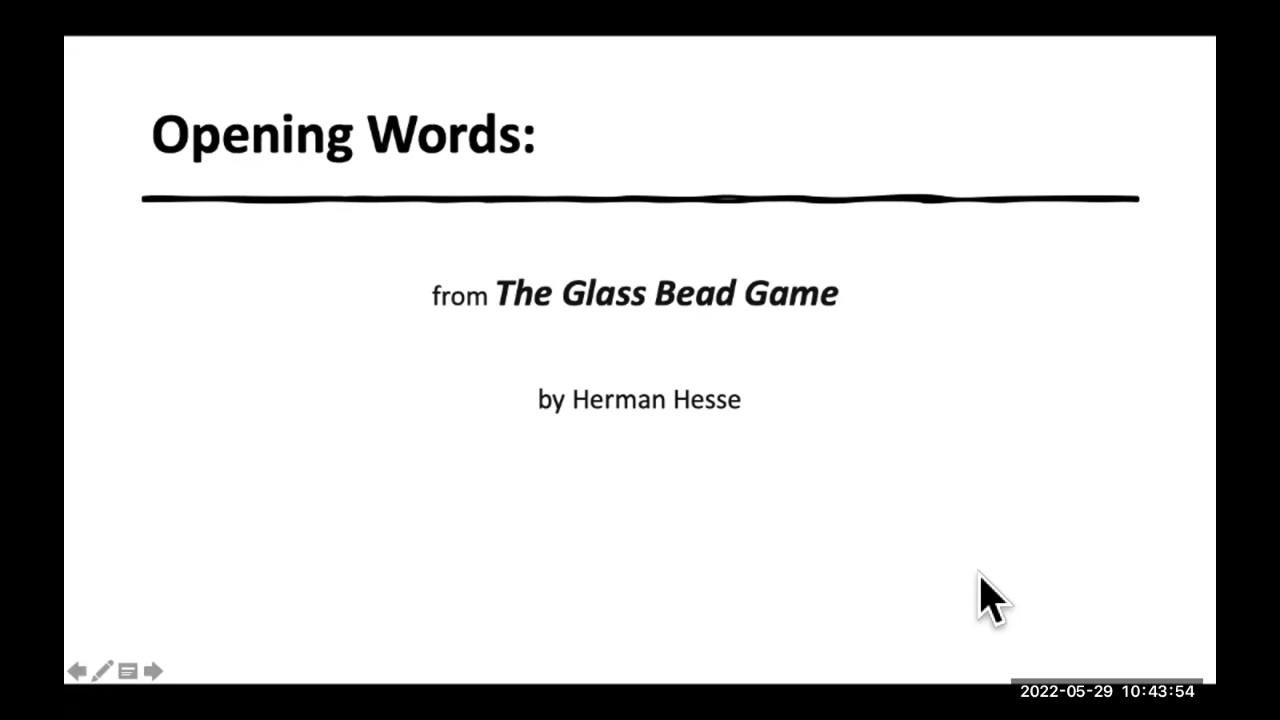 Opening Words:
from The Glass Bead Game
by Herman Hesse
2022-05-29 10:43:54